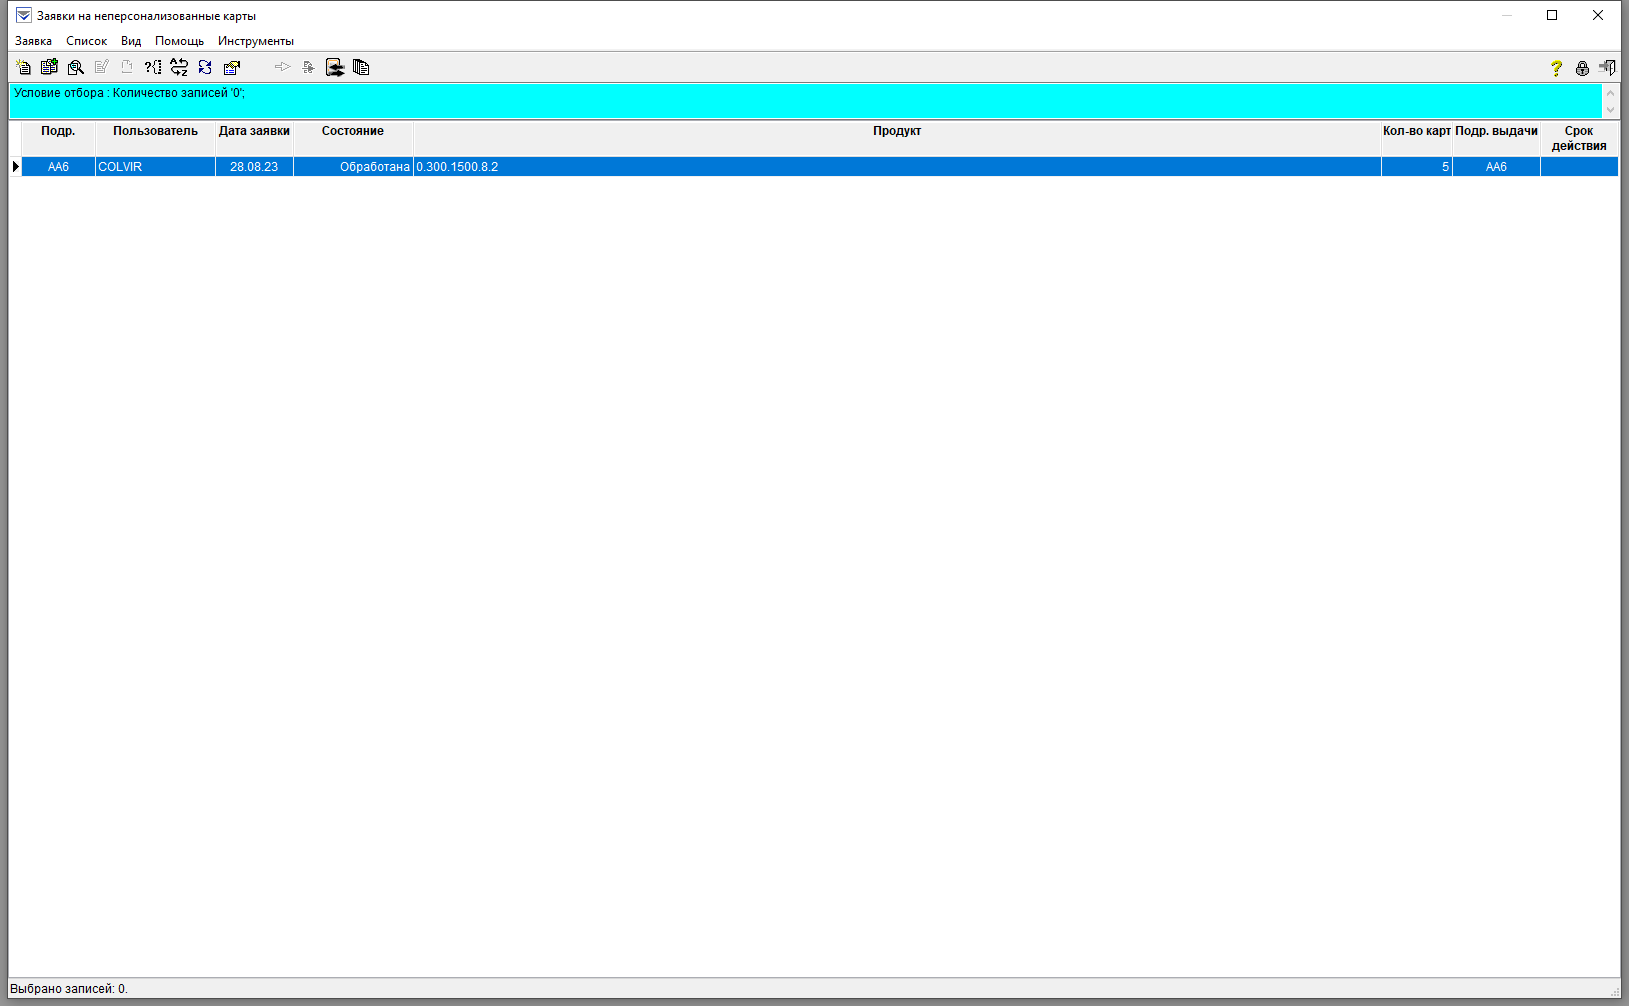 Заявки на неперсонализованные карты
Заявка Список Вид Помощь Инструменты
Условие отбора : Количество записей '0';
Подр. Пользователь Дата заявки Состояние Продукт Кол-во карт Подр. выдачи Срок действия
AA6 COLVIR 28.08.23 Обработана 0.300.1500.8.2 5 AA6
Выбрано записей: 0.